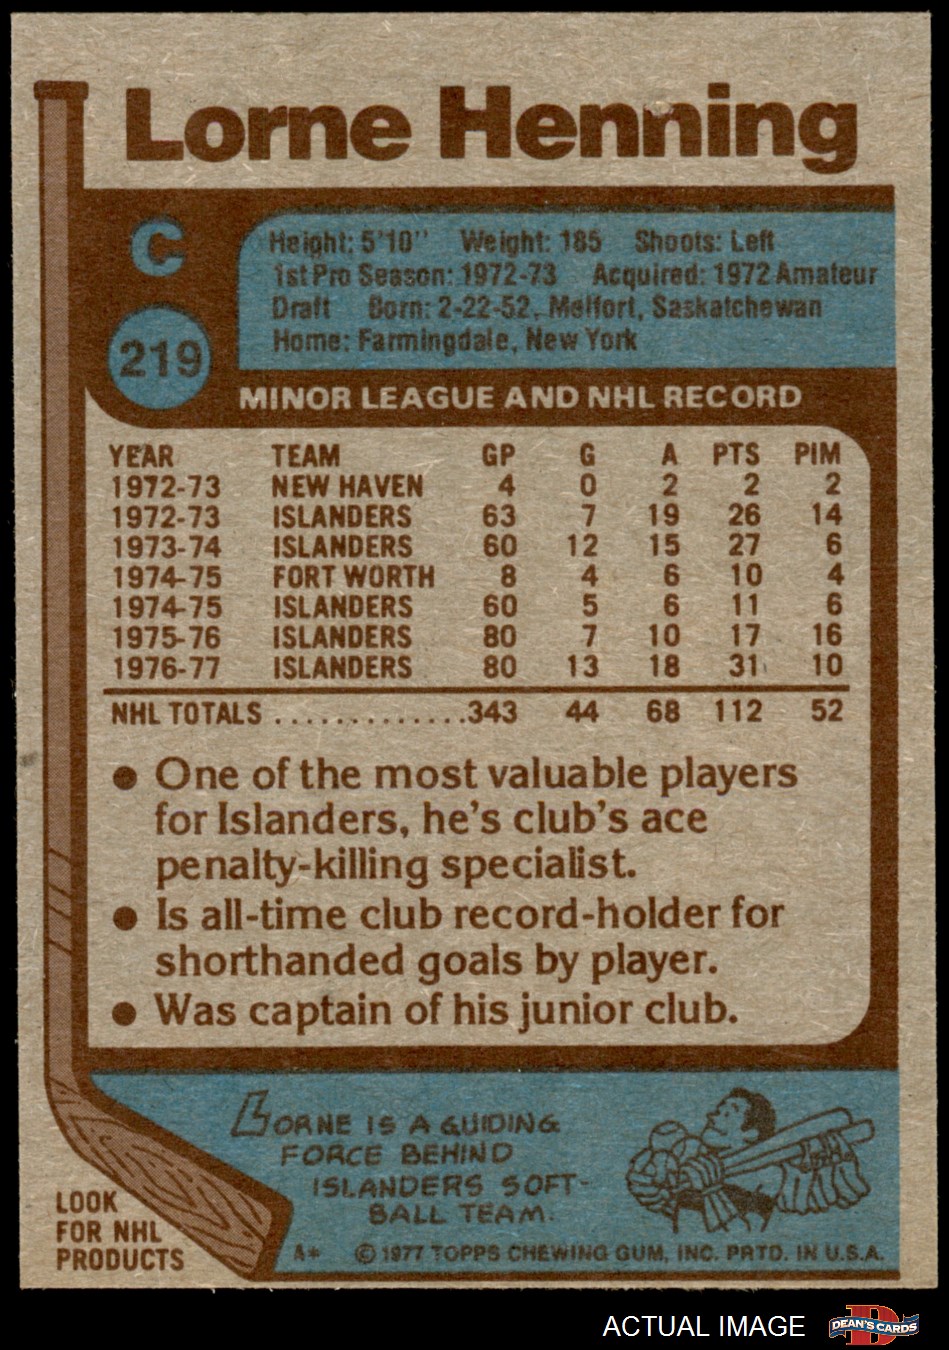 Lorne Henning
C
219
Height: 5'10" Weight: 185 Shoots: Left
1st Pro Season: 1972-73 Acquired: 1972 Amateur
Draft Born: 2-22-52, Melfort, Saskatchewan
Home: Farmingdale, New York
MINOR LEAGUE AND NHL RECORD
YEAR TEAM GP G A PTS PIM
1972-73 NEW HAVEN 4 0 2 2 2
1972-73 ISLANDERS 63 7 19 26 14
1973-74 ISLANDERS 60 12 15 27 6
1974-75 FORT WORTH 8 4 6 10 4
1974-75 ISLANDERS 60 5 6 11 6
1975-76 ISLANDERS 80 7 10 17 16
1976-77 ISLANDERS 80 13 18 31 10
NHL TOTALS ..............343 44 68 112 52
● One of the most valuable players
for Islanders, he's club's ace
penalty-killing specialist.
● Is all-time club record-holder for
shorthanded goals by player.
● Was captain of his junior club.
LORNE IS A GUIDING
FORCE BEHIND
ISLANDERS SOFT-
BALL TEAM.
LOOK
FOR NHL
PRODUCTS
A* © 1977 TOPPS CHEWING GUM, INC. PRTD. IN U.S.A.
ACTUAL IMAGE
D
DEAN'S CARDS